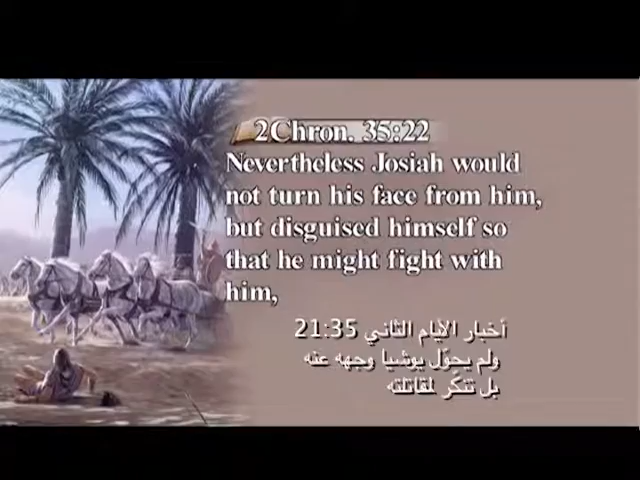 2Chron. 35:22
Nevertheless Josiah would
not turn his face from him,
but disguised himself so
that he might fight with
him,
أخبار الأيام الثاني 21:35
ولم يحوّل يوشيا وجهه عنه
بل تنكّر لمقاتلته